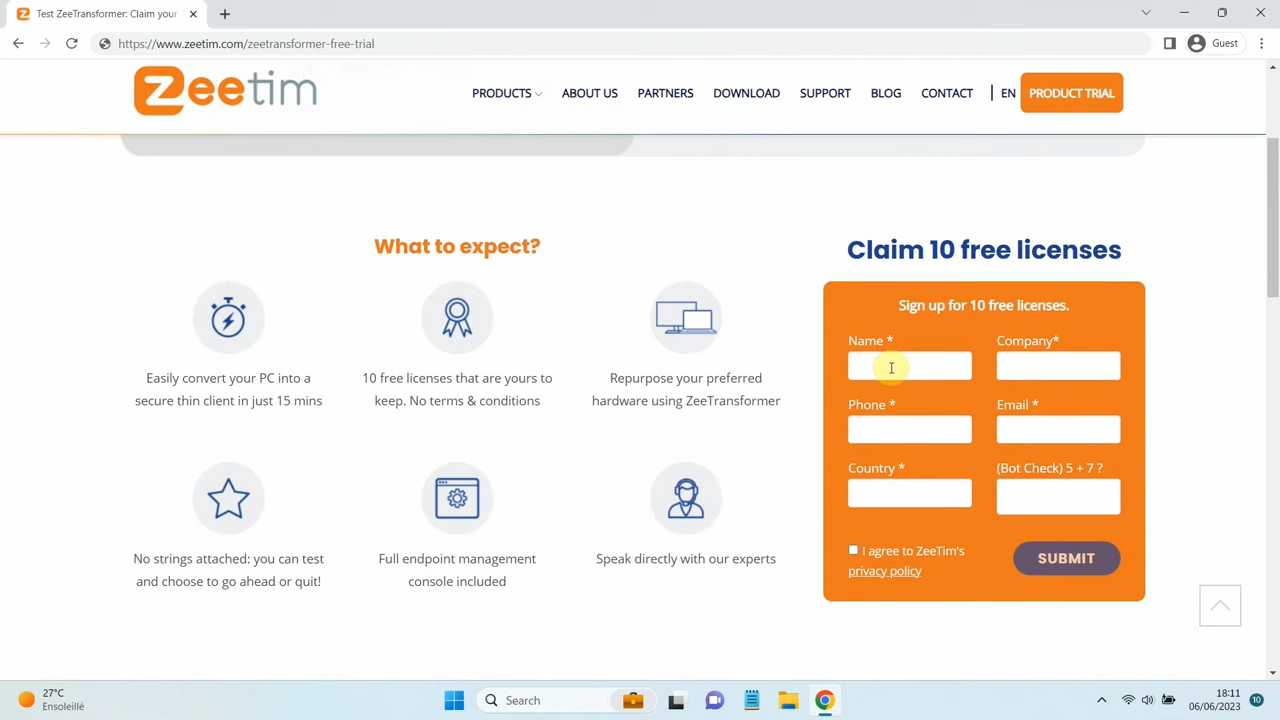 Test ZeeTransformer: Claim your
https://www.zeetim.com/zeetransformer-free-trial
Guest
Zeetim
PRODUCTS
ABOUT US
PARTNERS
DOWNLOAD
SUPPORT
BLOG
CONTACT
EN
PRODUCT TRIAL
What to expect?
Easily convert your PC into a
secure thin client in just 15 mins
10 free licenses that are yours to
keep. No terms & conditions
Repurpose your preferred
hardware using ZeeTransformer
No strings attached: you can test
and choose to go ahead or quit!
Full endpoint management
console included
Speak directly with our experts
Claim 10 free licenses
Sign up for 10 free licenses.
Name *
Company*
Phone *
Email *
Country *
(Bot Check) 5 + 7 ?
I agree to ZeeTim's
privacy policy
SUBMIT
27°C
Ensoleillé
Search
18:11
06/06/2023
10